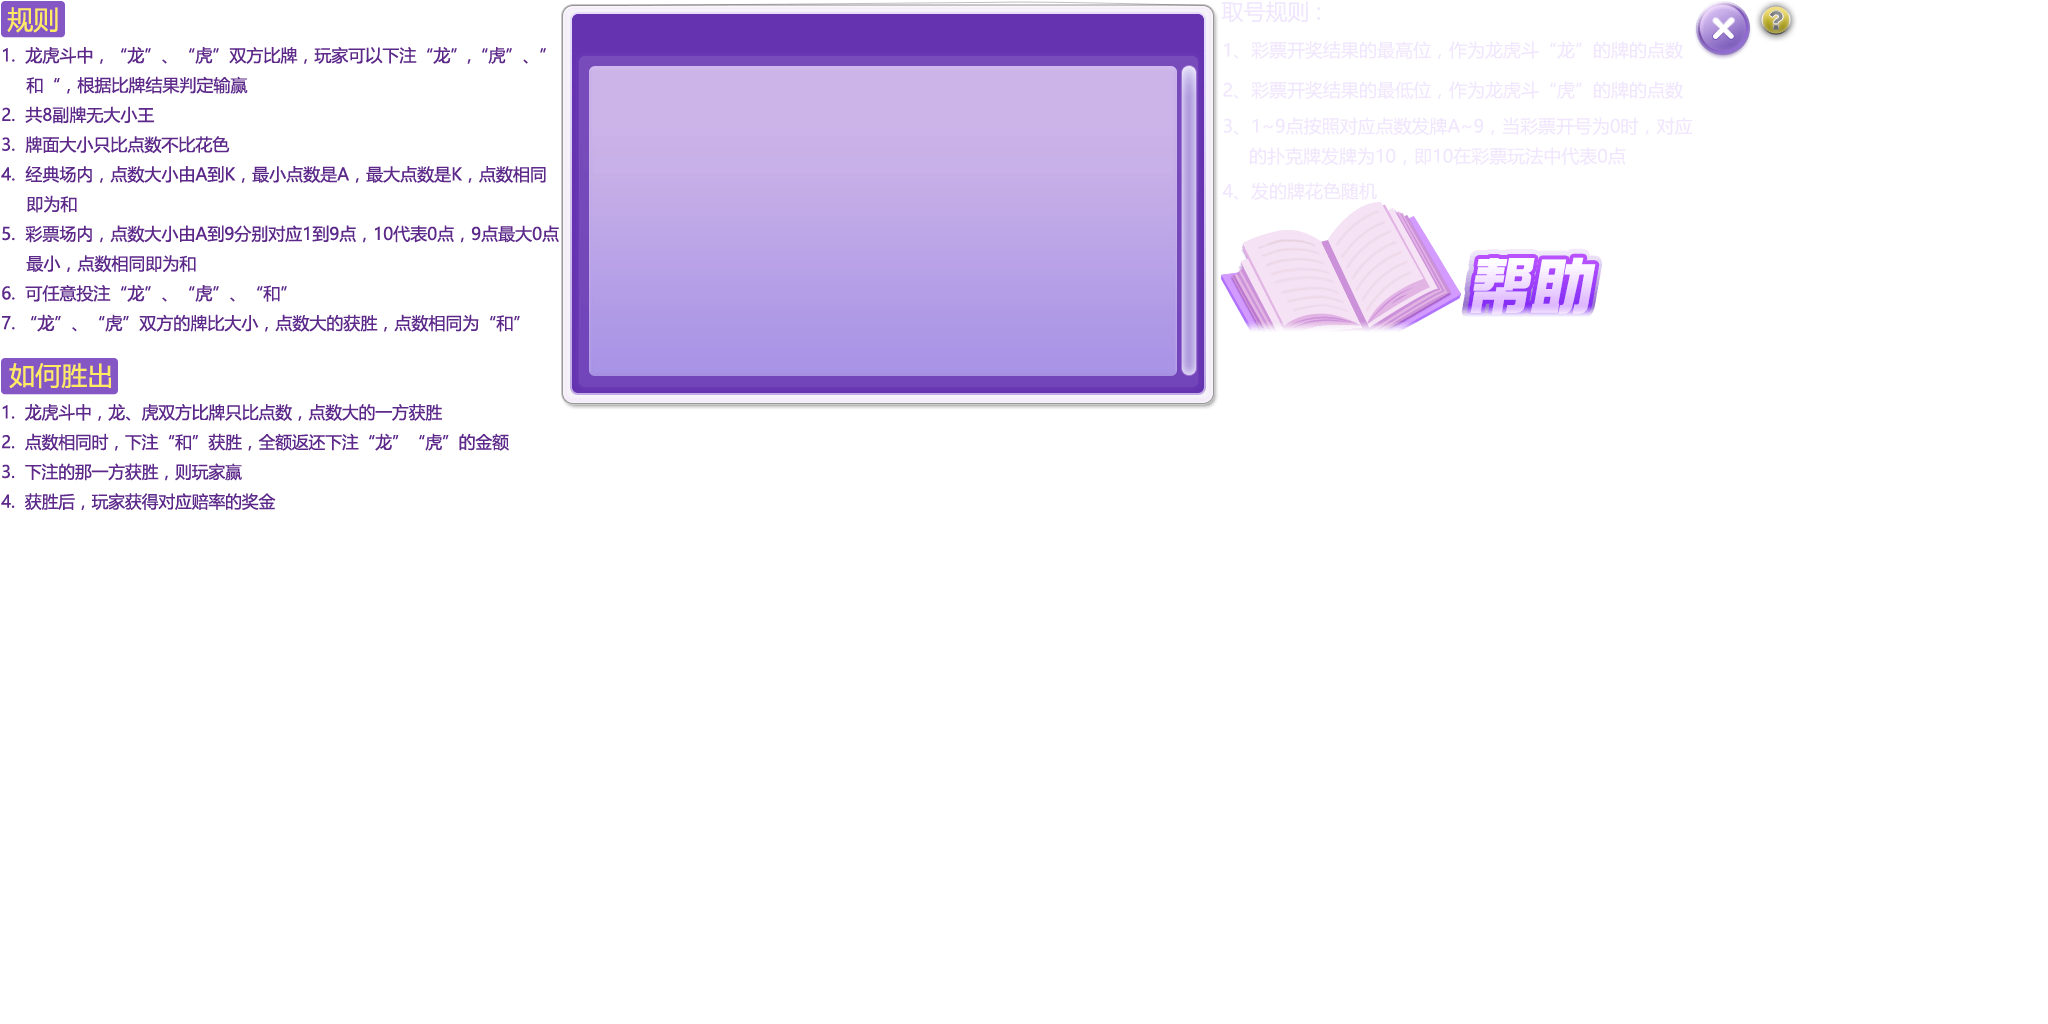 规则
1. 龙虎斗中，“龙”、“虎”双方比牌，玩家可以下注“龙”,“虎”、”
和“，根据比牌结果判定输赢
2. 共8副牌无大小王
3. 牌面大小只比点数不比花色
4. 经典场内，点数大小由A到K，最小点数是A，最大点数是K，点数相同
即为和
5. 彩票场内，点数大小由A到9分别对应1到9点，10代表0点，9点最大0点
最小，点数相同即为和
6. 可任意投注“龙”、“虎”、“和”
7. “龙”、“虎”双方的牌比大小，点数大的获胜，点数相同为“和”
如何胜出
1. 龙虎斗中，龙、虎双方比牌只比点数，点数大的一方获胜
2. 点数相同时，下注“和”获胜，全额返还下注“龙”“虎”的金额
3. 下注的那一方获胜，则玩家赢
4. 获胜后，玩家获得对应赔率的奖金
取号规则：
1、彩票开奖结果的最高位，作为龙虎斗“龙”的牌的点数
2、彩票开奖结果的最低位，作为龙虎斗“虎”的牌的点数
3、1~9点按照对应点数发牌A~9，当彩票开号为0时，对应
的扑克牌发牌为10，即10在彩票玩法中代表0点
4、发的牌花色随机
帮助
?